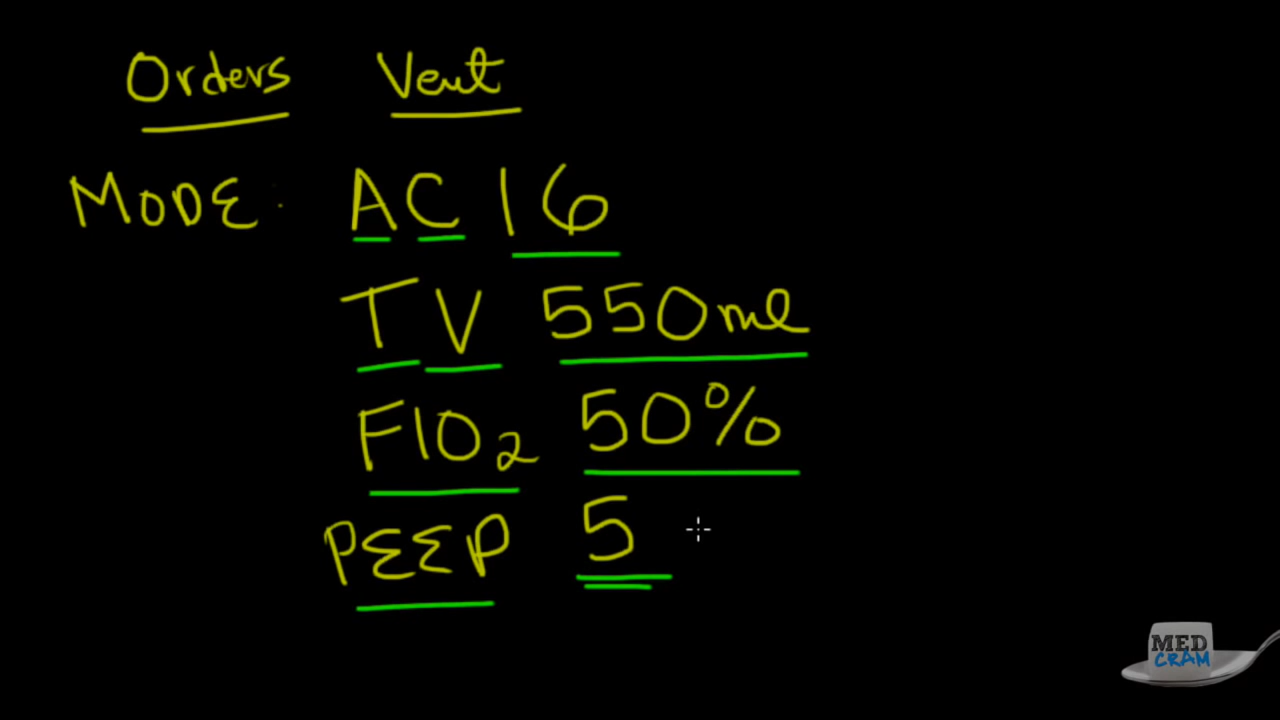 Orders Vent
MODE: AC 16
TV 550ml
FIO2 50%
PEEP 5
MED
CRAM